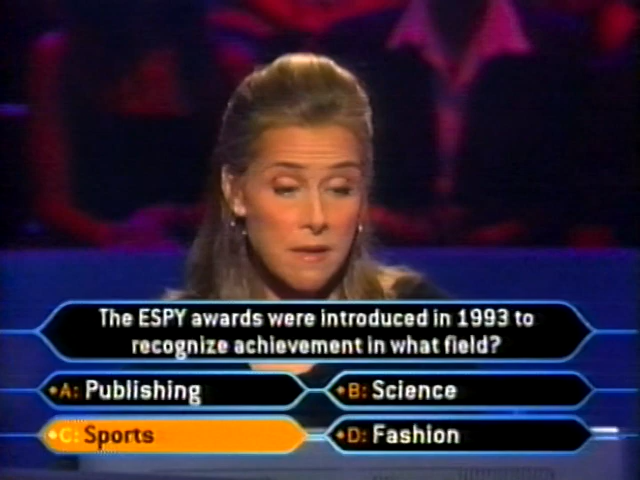 The ESPY awards were introduced in 1993 to
recognize achievement in what field?
A: Publishing
B: Science
C: Sports
D: Fashion